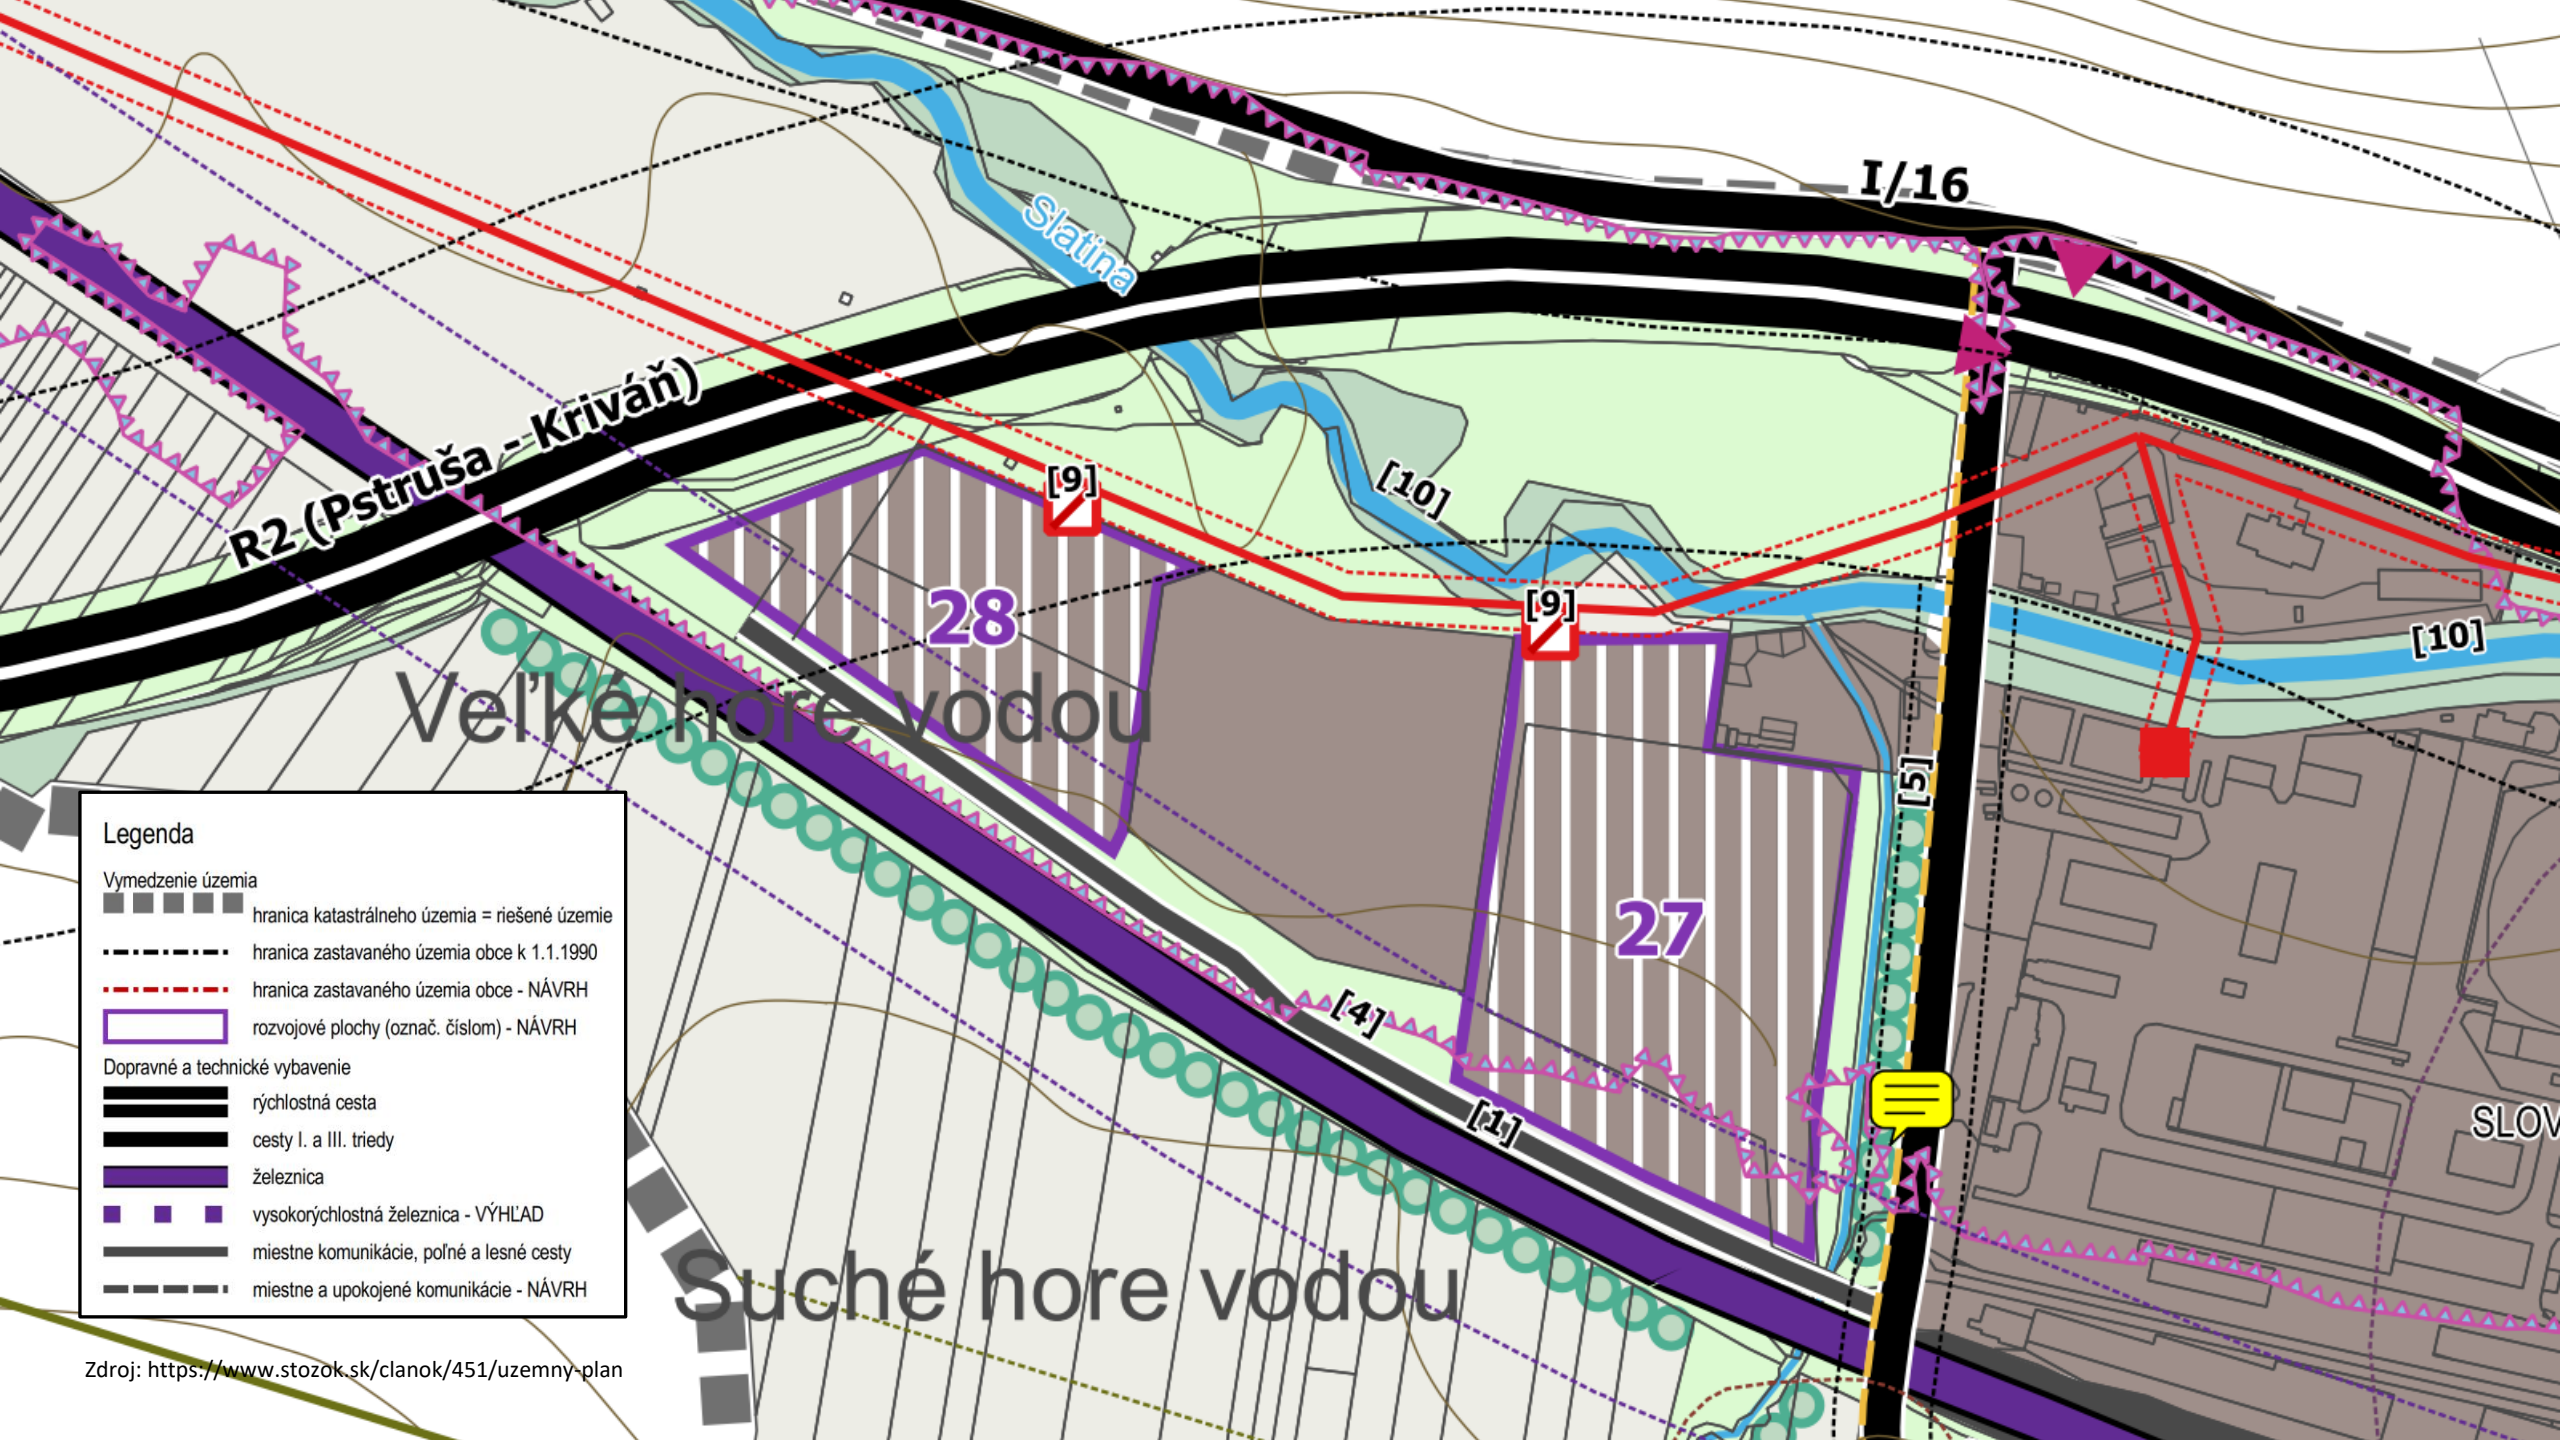 I/16
Slatina
R2 (Pstruša - Kriváň)
[9]
[10]
28
[9]
[10]
Veľké hore vodou
[5]
27
[4]
[1]
SLOV
Suché hore vodou
Legenda
Vymedzenie územia
hranica katastrálneho územia = riešené územie
hranica zastavaného územia obce k 1.1.1990
hranica zastavaného územia obce - NÁVRH
rozvojové plochy (označ. číslom) - NÁVRH
Dopravné a technické vybavenie
rýchlostná cesta
cesty I. a III. triedy
železnica
vysokorýchlostná železnica - VÝHĽAD
miestne komunikácie, poľné a lesné cesty
miestne a upokojené komunikácie - NÁVRH
Zdroj: https://www.stozok.sk/clanok/451/uzemny-plan